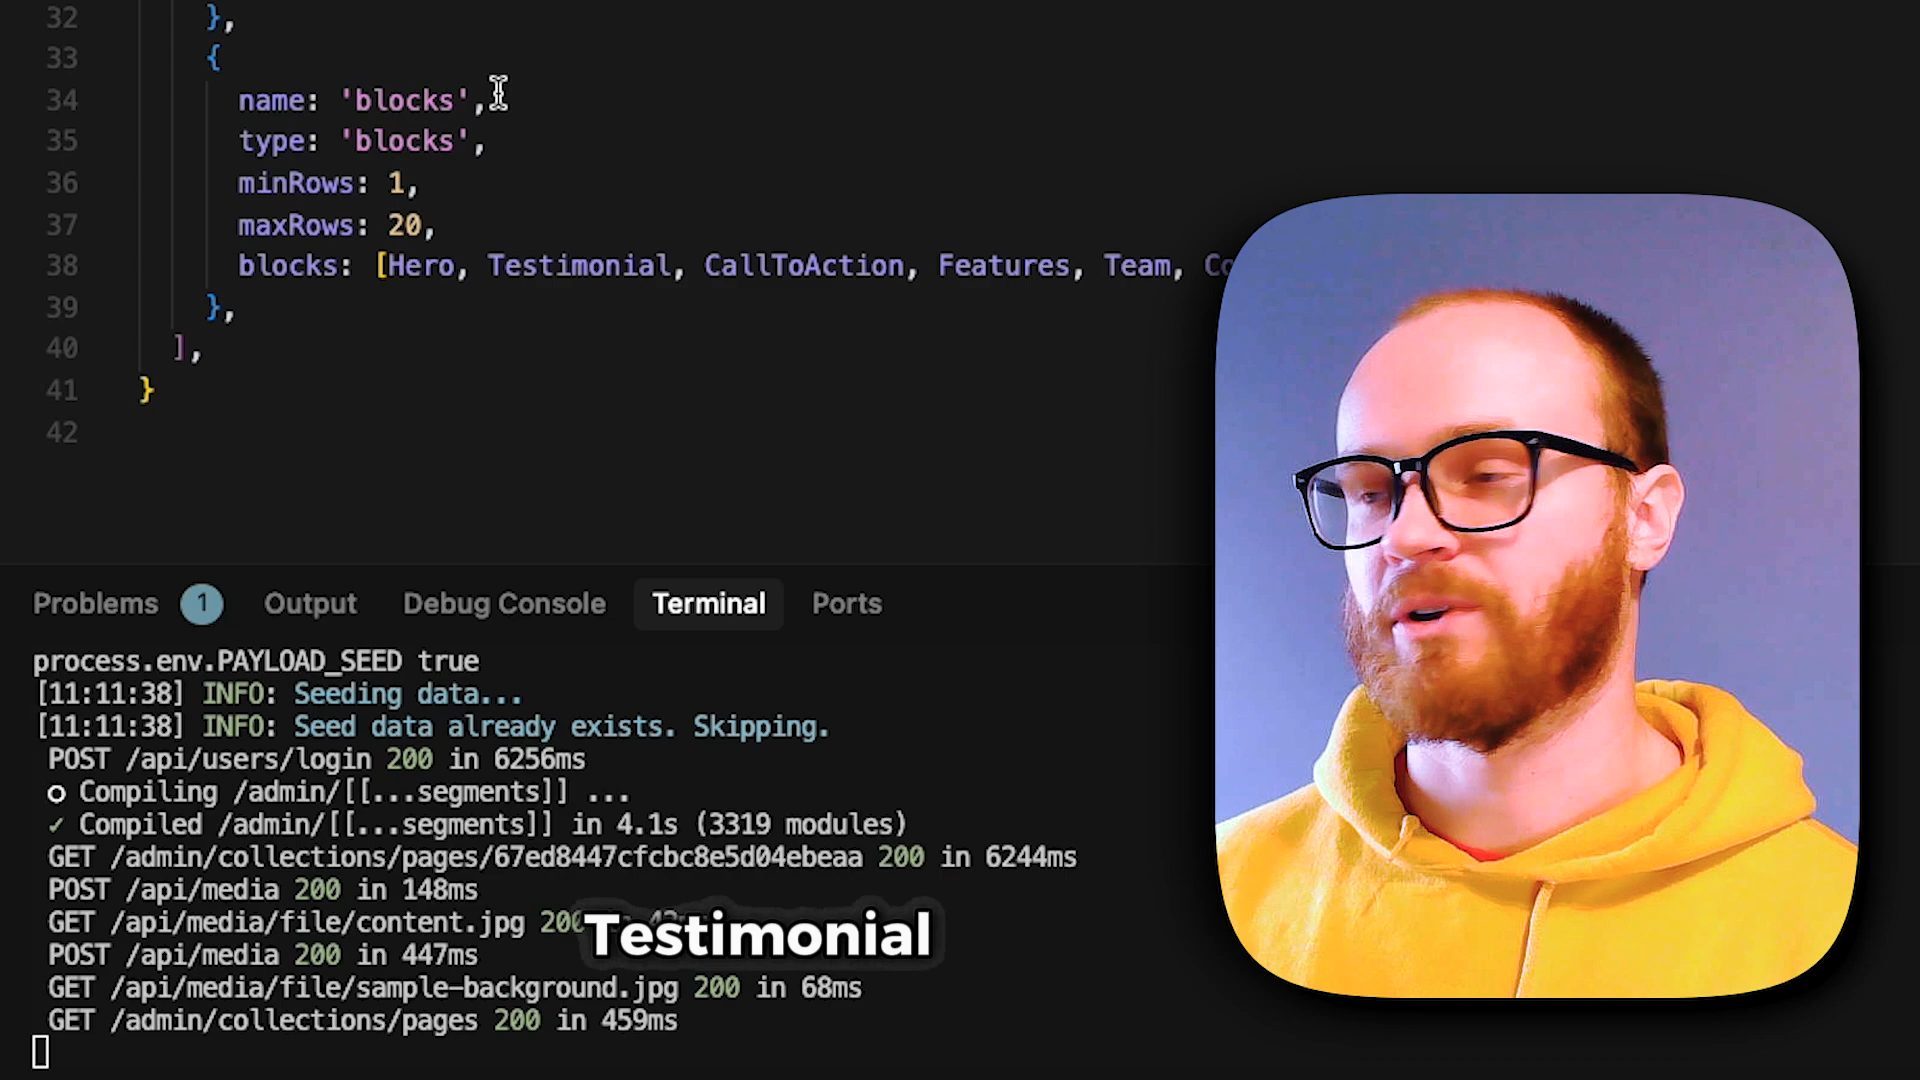 32 },
33 {
34 name: 'blocks',
35 type: 'blocks',
36 minRows: 1,
37 maxRows: 20,
38 blocks: [Hero, Testimonial, CallToAction, Features, Team,
39 },
40 ],
41 }
42
Problems 1 Output Debug Console Terminal Ports
process.env.PAYLOAD_SEED true
[11:11:38] INFO: Seeding data...
[11:11:38] INFO: Seed data already exists. Skipping.
POST /api/users/login 200 in 6256ms
○ Compiling /admin/[[...segments]] ...
✓ Compiled /admin/[[...segments]] in 4.1s (3319 modules)
GET /admin/collections/pages/67ed8447cfcbc8e5d04ebeaa 200 in 6244ms
POST /api/media 200 in 148ms
GET /api/media/file/content.jpg
Testimonial
POST /api/media 200 in 447ms
GET /api/media/file/sample-background.jpg 200 in 68ms
GET /admin/collections/pages 200 in 459ms